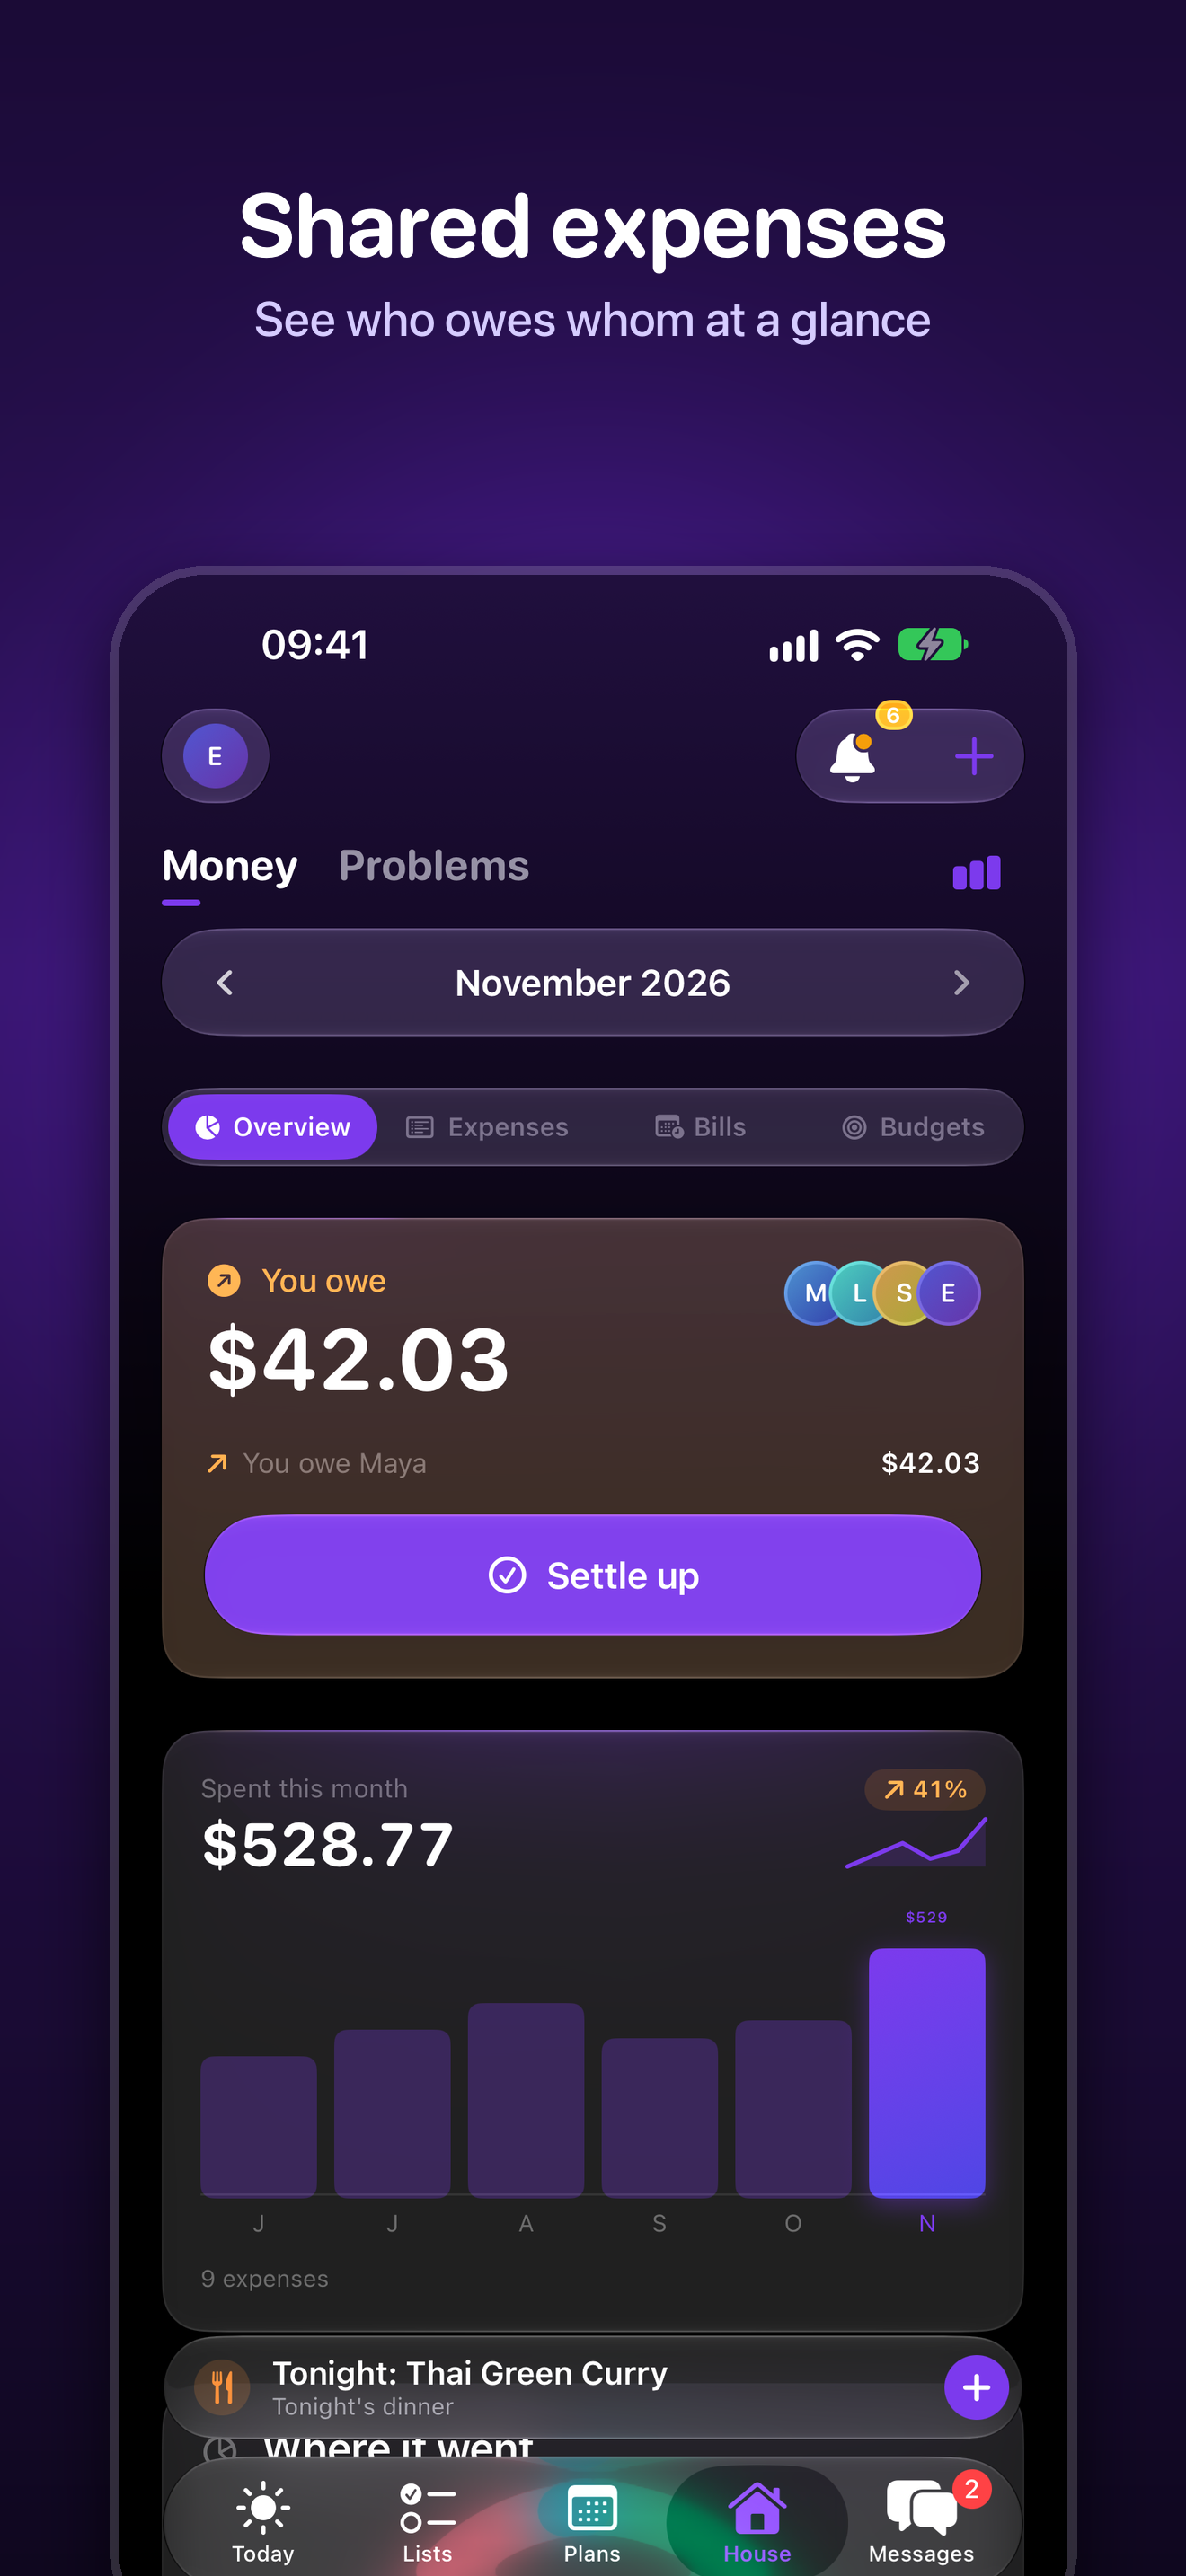 Shared expenses
See who owes whom at a glance
09:41
E
6
Money Problems
November 2026
Overview Expenses Bills Budgets
You owe
M L S E
$42.03
You owe Maya $42.03
Settle up
Spent this month
41%
$528.77
$529
J J A S O N
9 expenses
Tonight: Thai Green Curry
Tonight's dinner
Where it went
2
Today Lists Plans House Messages